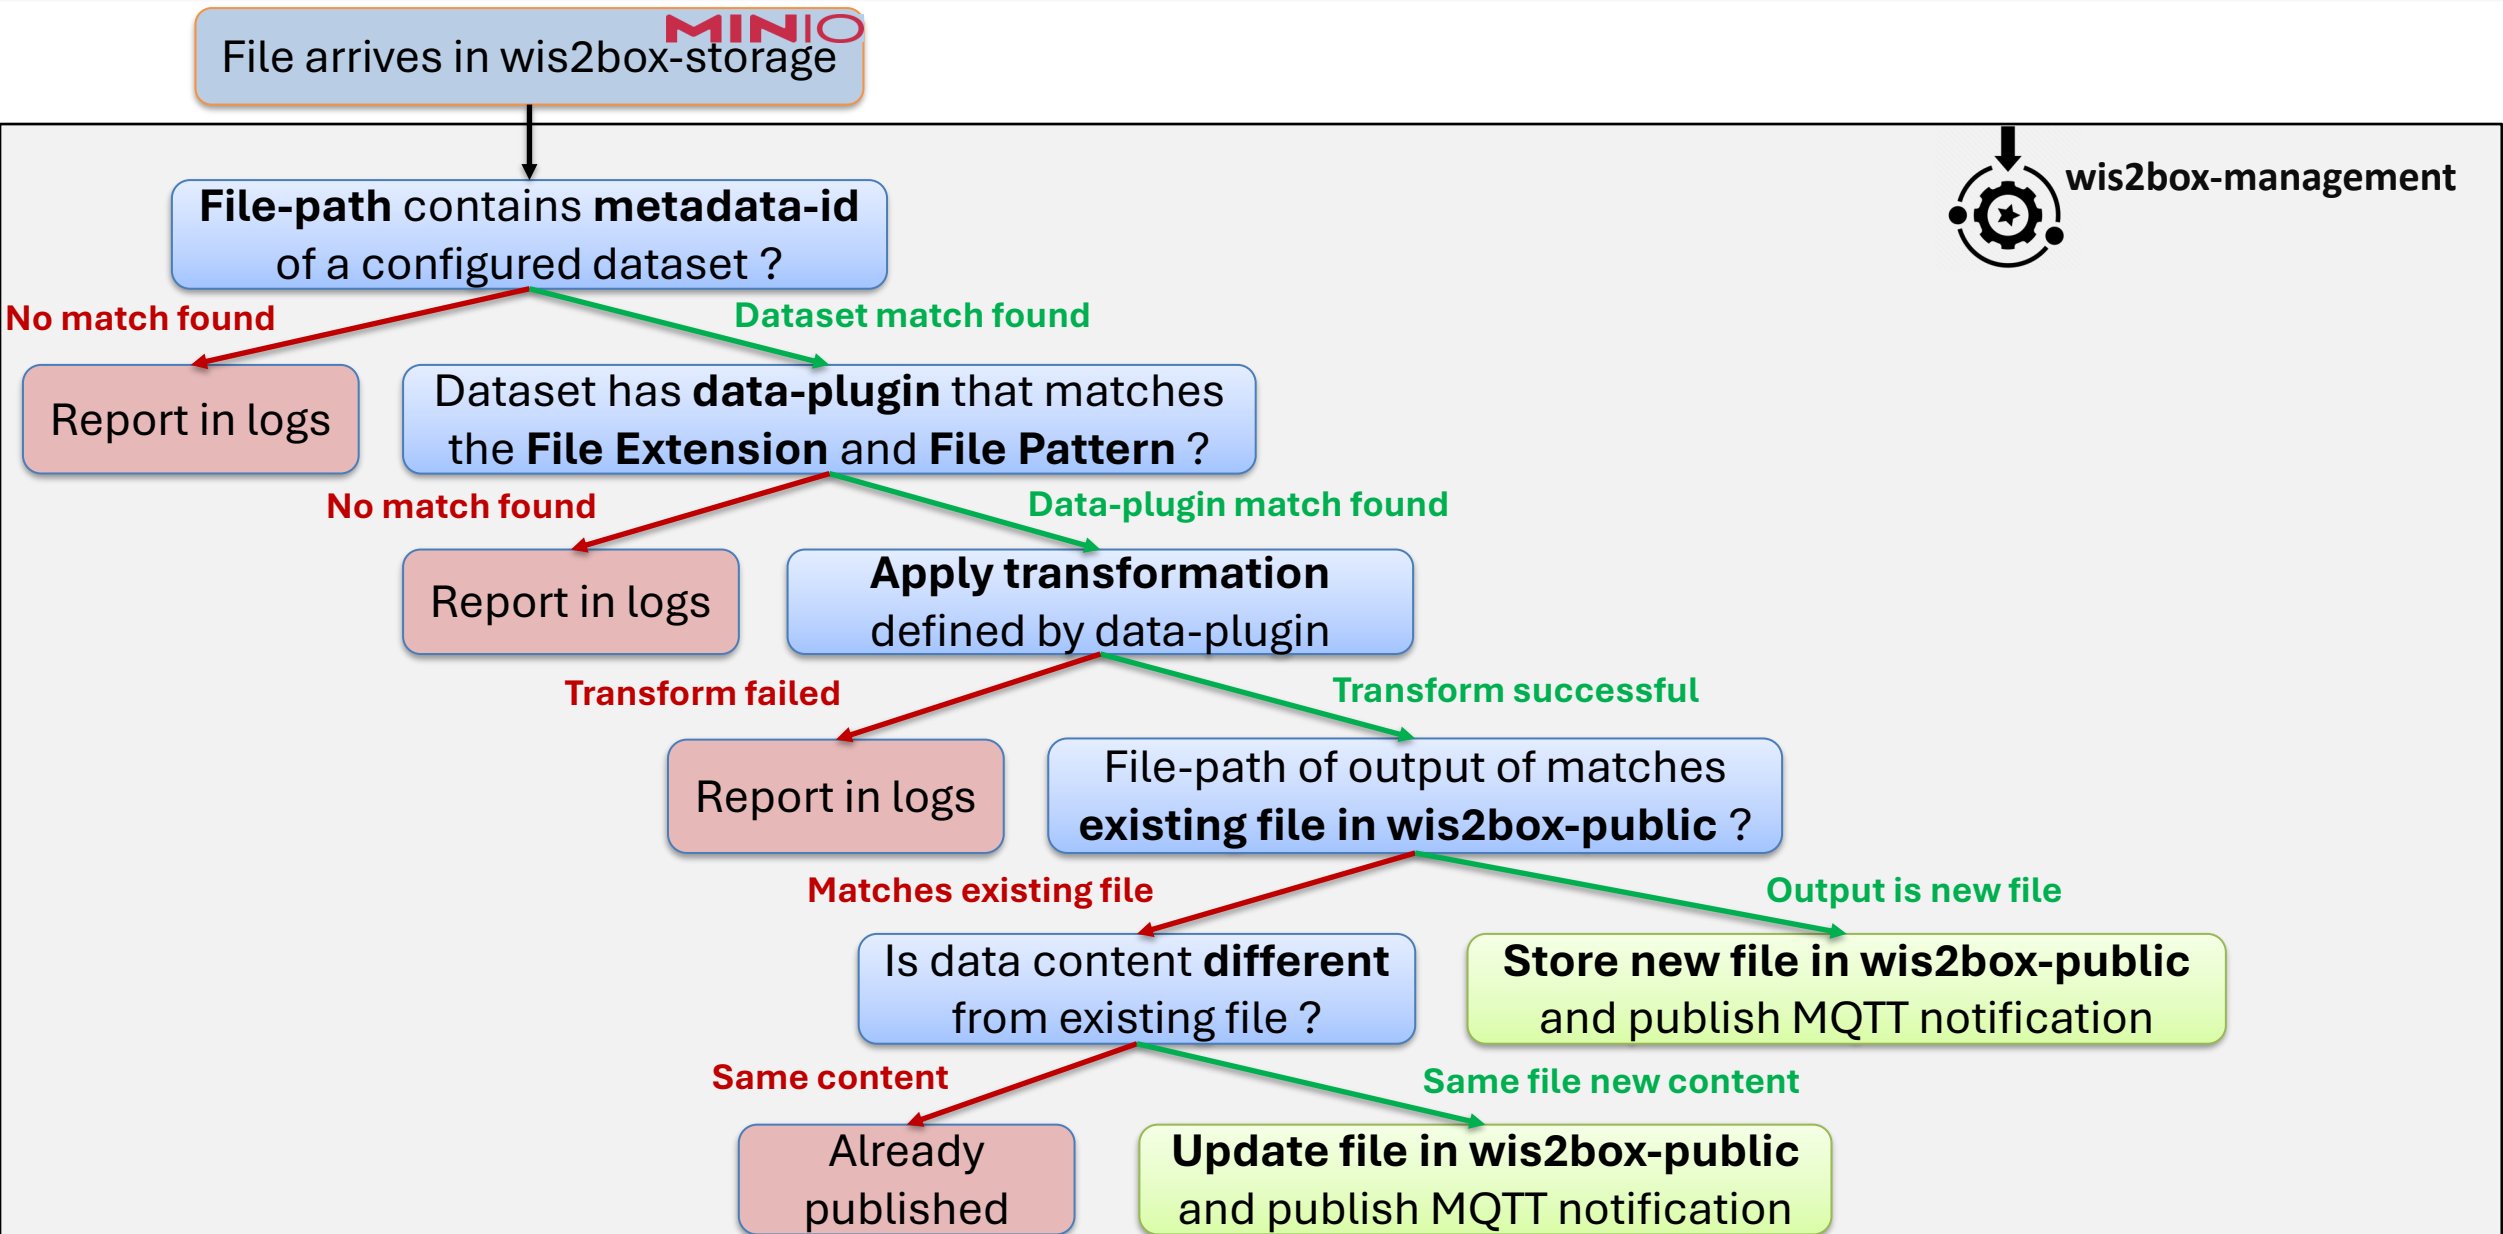 MINIO
File arrives in wis2box-storage
wis2box-management
File-path contains metadata-id
of a configured dataset ?
No match found
Dataset match found
Report in logs
Dataset has data-plugin that matches
the File Extension and File Pattern ?
No match found
Data-plugin match found
Report in logs
Apply transformation
defined by data-plugin
Transform failed
Transform successful
Report in logs
File-path of output of matches
existing file in wis2box-public ?
Matches existing file
Output is new file
Is data content different
from existing file ?
Store new file in wis2box-public
and publish MQTT notification
Same content
Same file new content
Already
published
Update file in wis2box-public
and publish MQTT notification